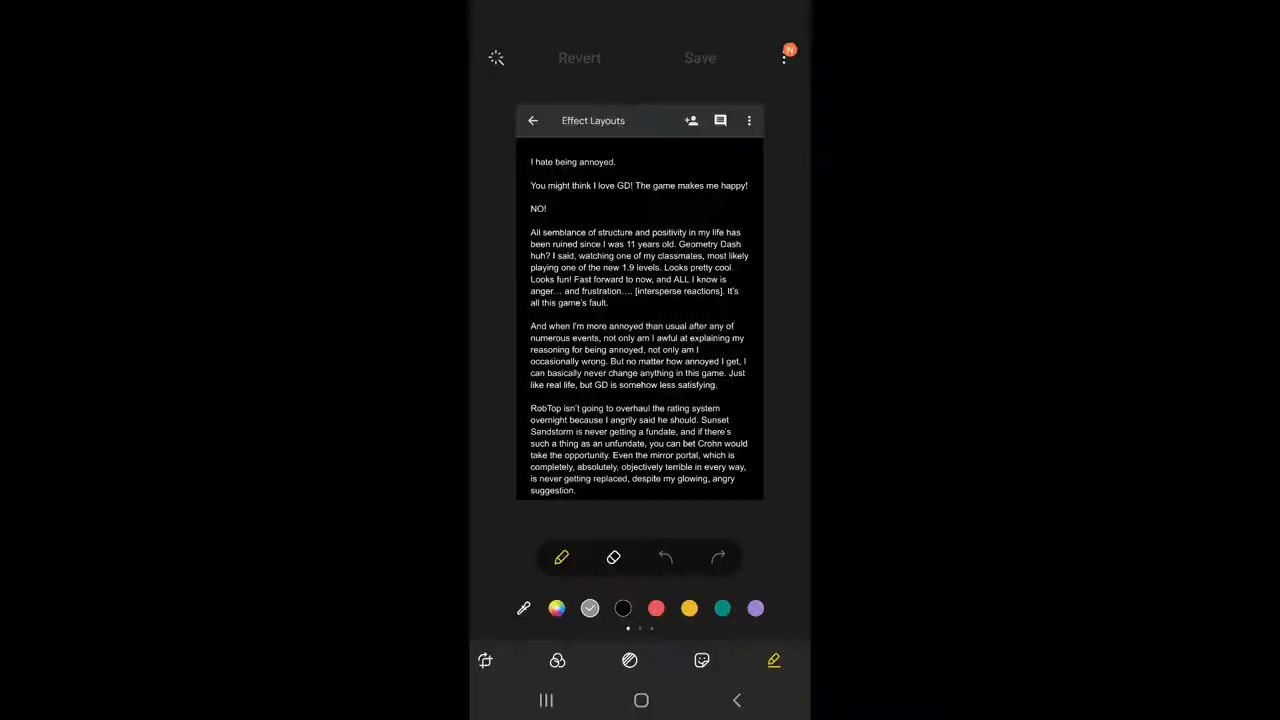 Revert
Save
N
Effect Layouts
I hate being annoyed.
You might think I love GD! The game makes me happy!
NO!
All semblance of structure and positivity in my life has
been ruined since I was 11 years old. Geometry Dash
huh? I said, watching one of my classmates, most likely
playing one of the new 1.9 levels. Looks pretty cool.
Looks fun! Fast forward to now, and ALL I know is
anger… and frustration…. [intersperse reactions]. It's
all this game's fault.
And when I'm more annoyed than usual after any of
numerous events, not only am I awful at explaining my
reasoning for being annoyed, not only am I
occasionally wrong. But no matter how annoyed I get, I
can basically never change anything in this game. Just
like real life, but GD is somehow less satisfying.
RobTop isn't going to overhaul the rating system
overnight because I angrily said he should. Sunset
Sandstorm is never getting a fundate, and if there's
such a thing as an unfundate, you can bet Crohn would
take the opportunity. Even the mirror portal, which is
completely, absolutely, objectively terrible in every way,
is never getting replaced, despite my glowing, angry
suggestion.